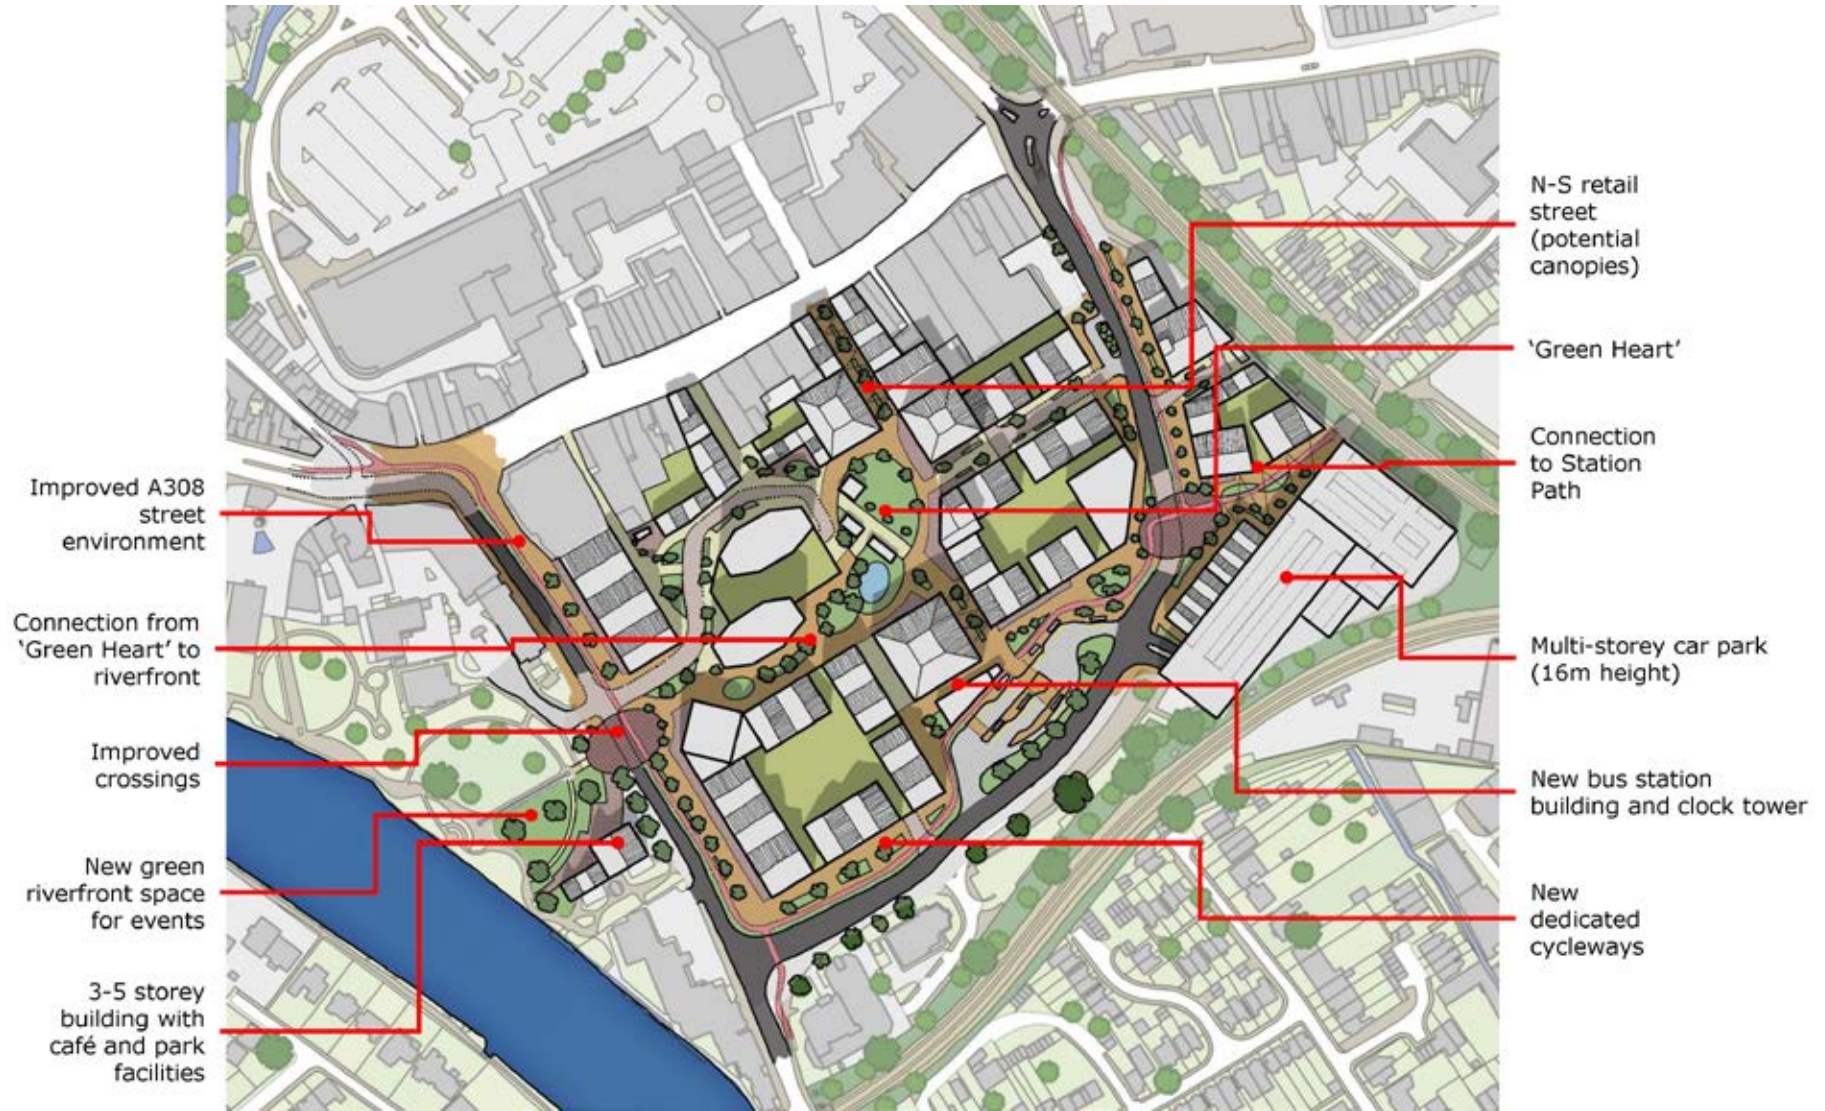 Improved A308
street
environment
Connection from
‘Green Heart’ to
riverfront
Improved
crossings
New green
riverfront space
for events
3-5 storey
building with
café and park
facilities
N-S retail
street
(potential
canopies)
‘Green Heart’
Connection
to Station
Path
Multi-storey car park
(16m height)
New bus station
building and clock tower
New
dedicated
cycleways